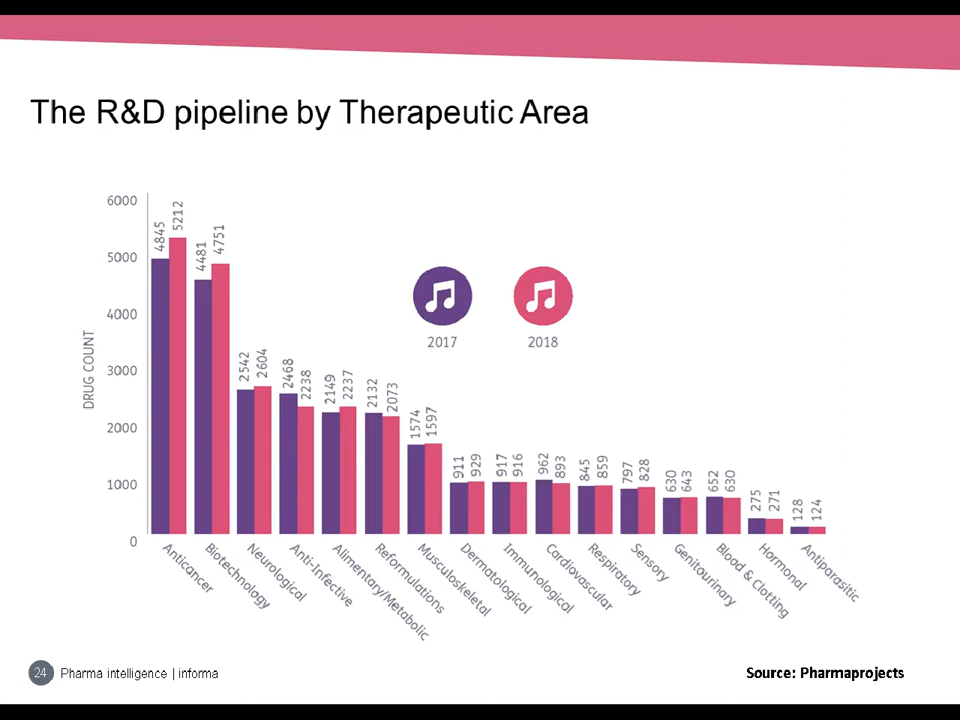 The R&D pipeline by Therapeutic Area
6000
5000
4000
3000
2000
1000
0
DRUG COUNT
4845 5212
4481 4751
2542 2604
2468 2238
2149 2237
2132 2073
1574 1597
911 929
917 916
962 893
845 859
797 828
630 643
652 630
275 271
128 124
2017 2018
Anticancer
Biotechnology
Neurological
Anti-Infective
Alimentary/Metabolic
Reformulations
Musculoskeletal
Dermatological
Immunological
Cardiovascular
Respiratory
Sensory
Genitourinary
Blood & Clotting
Hormonal
Antiparasitic
24 Pharma intelligence | informa
Source: Pharmaprojects